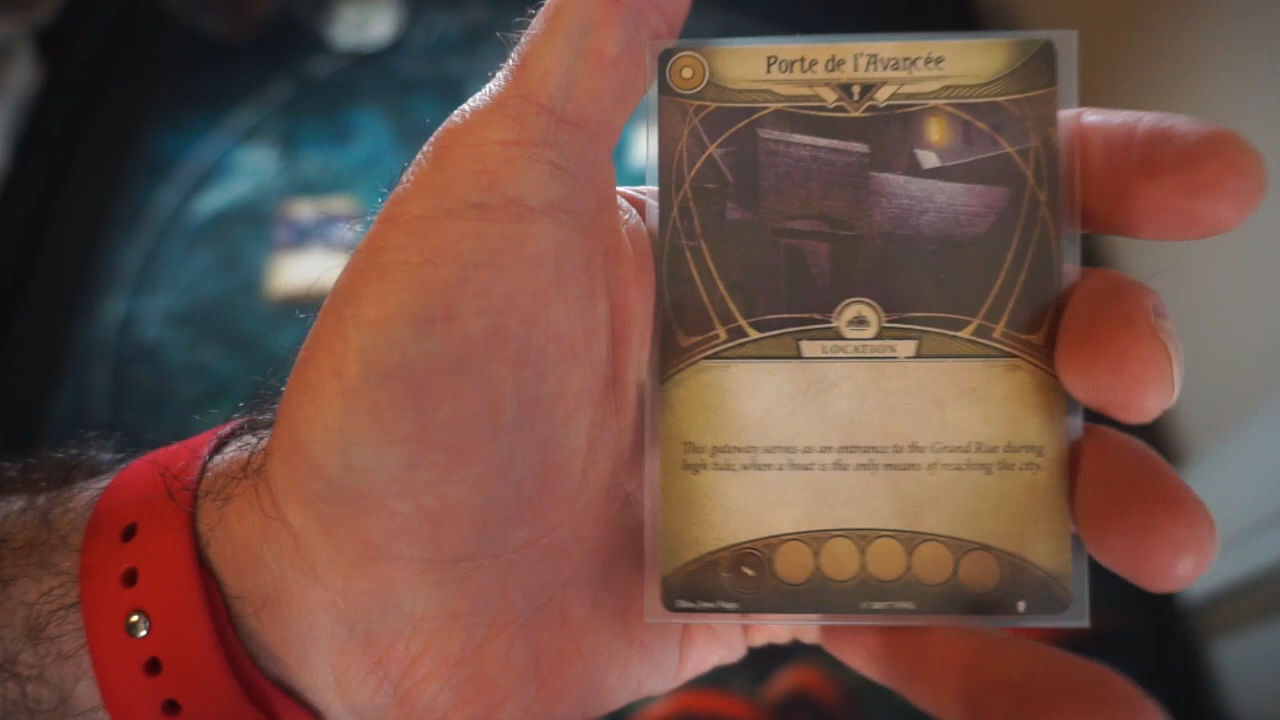 Porte de l'Avancée
LOCATION
This gateway serves as an entrance to the Grand Rue during
high tide, when a boat is the only means of reaching the city.